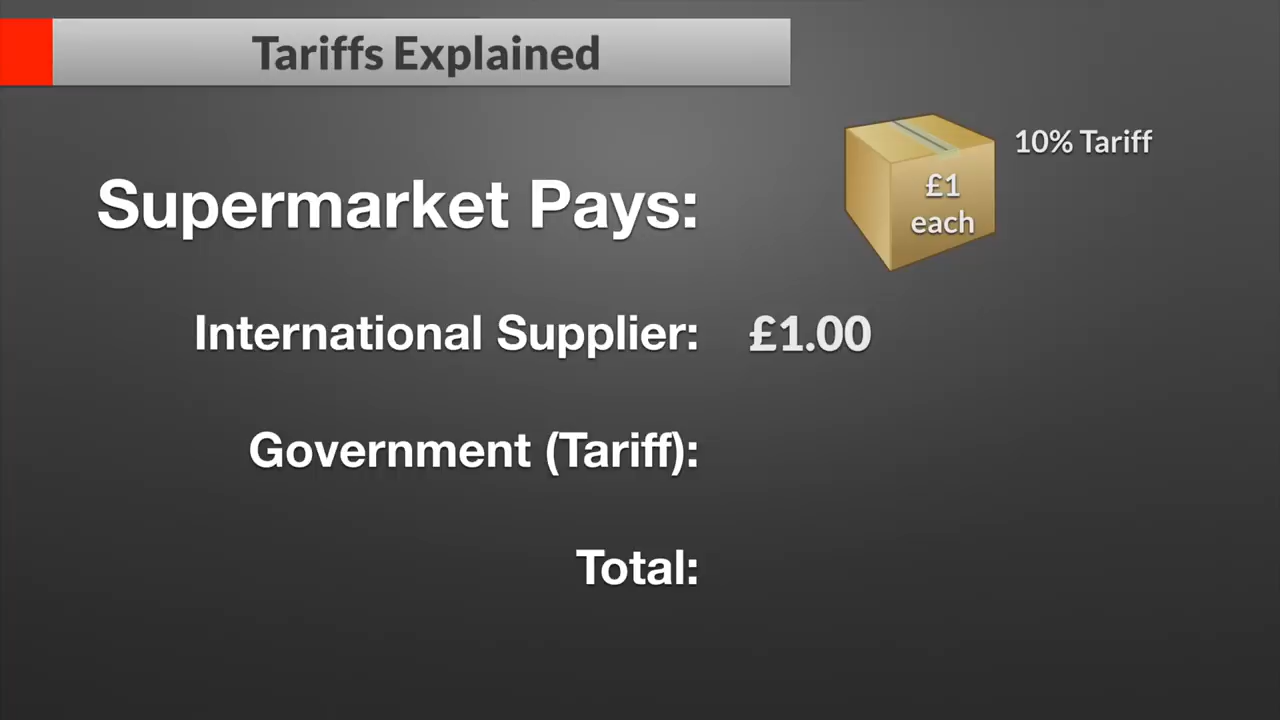 Tariffs Explained
10% Tariff
£1
each
Supermarket Pays:
International Supplier: £1.00
Government (Tariff):
Total: